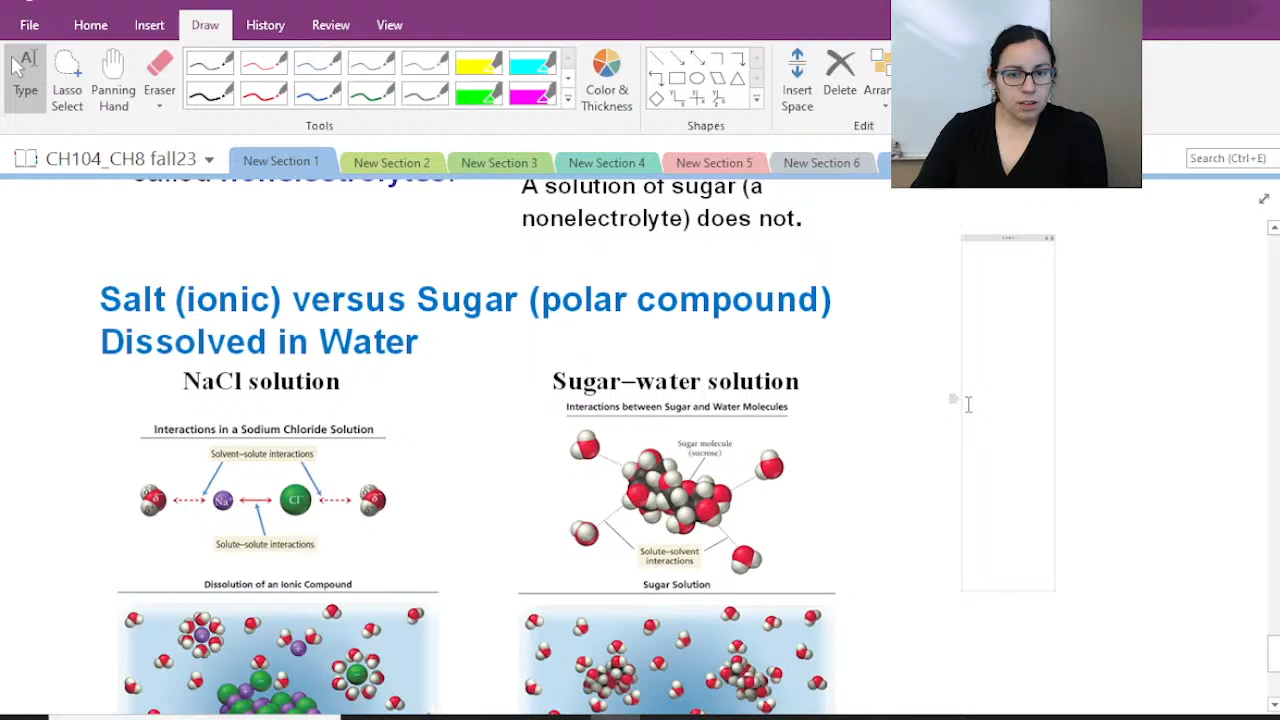 File Home Insert Draw History Review View
Type
Lasso
Select
Panning
Hand
Eraser
Color &
Thickness
Insert
Space
Delete
Tools
Shapes
Edit
CH104_CH8 fall23
New Section 1 New Section 2 New Section 3 New Section 4 New Section 5 New Section 6
Search (Ctrl+E)
called nonelectrolytes.
A solution of sugar (a
nonelectrolyte) does not.
Salt (ionic) versus Sugar (polar compound)
Dissolved in Water
NaCl solution
Interactions in a Sodium Chloride Solution
Solvent–solute interactions
δ⁻ Na⁺ Cl⁻ δ⁻
Solute–solute interactions
Dissolution of an Ionic Compound
Sugar–water solution
Interactions between Sugar and Water Molecules
Sugar molecule
(sucrose)
Solute–solvent
interactions
Sugar Solution